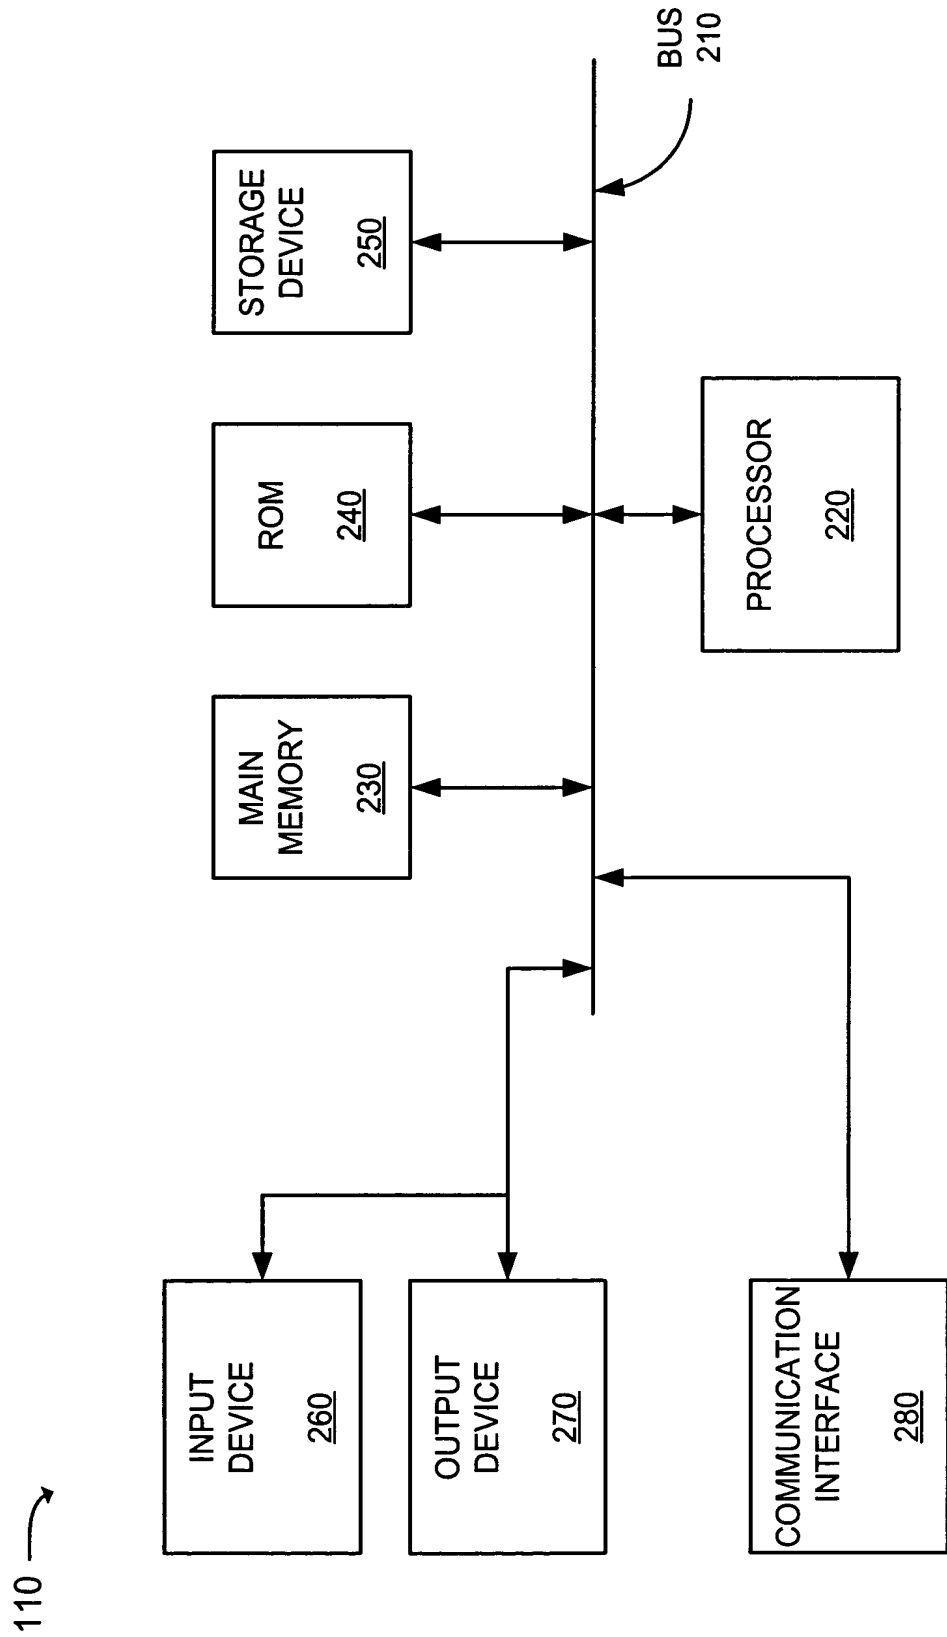 110
INPUT
DEVICE
260
OUTPUT
DEVICE
270
COMMUNICATION
INTERFACE
280
MAIN
MEMORY
230
ROM
240
STORAGE
DEVICE
250
PROCESSOR
220
BUS
210